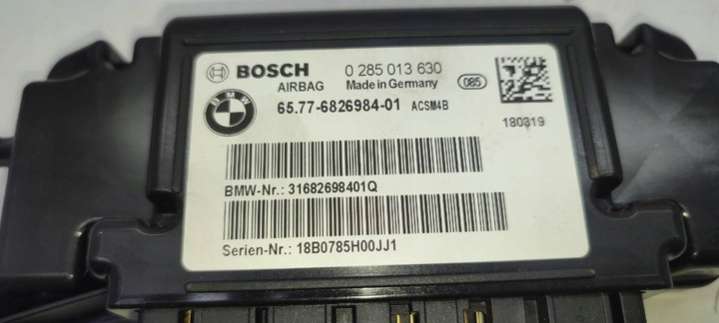 BOSCH 0 285 013 630
AIRBAG Made in Germany 085
BMW
65.77-6826984-01 ACSM4B
180319
BMW-Nr.: 31682698401Q
Serien-Nr.: 18B0785H00JJ1